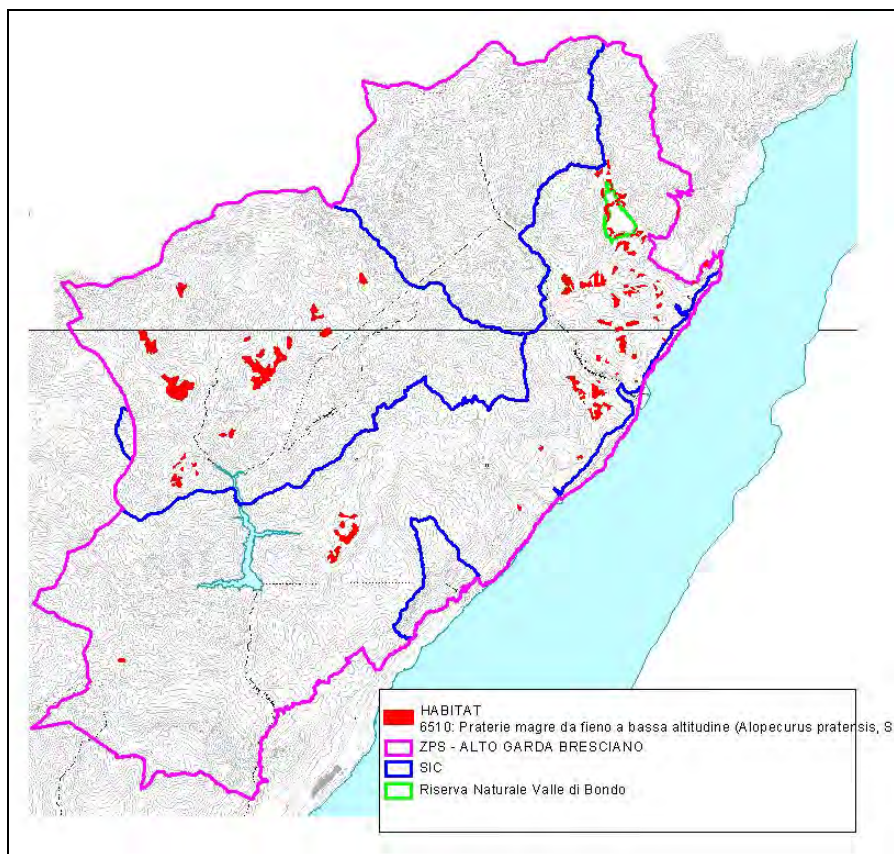 HABITAT
6510: Praterie magre da fieno a bassa altitudine (Alopecurus pratensis, S
ZPS - ALTO GARDA BRESCIANO
SIC
Riserva Naturale Valle di Bondo